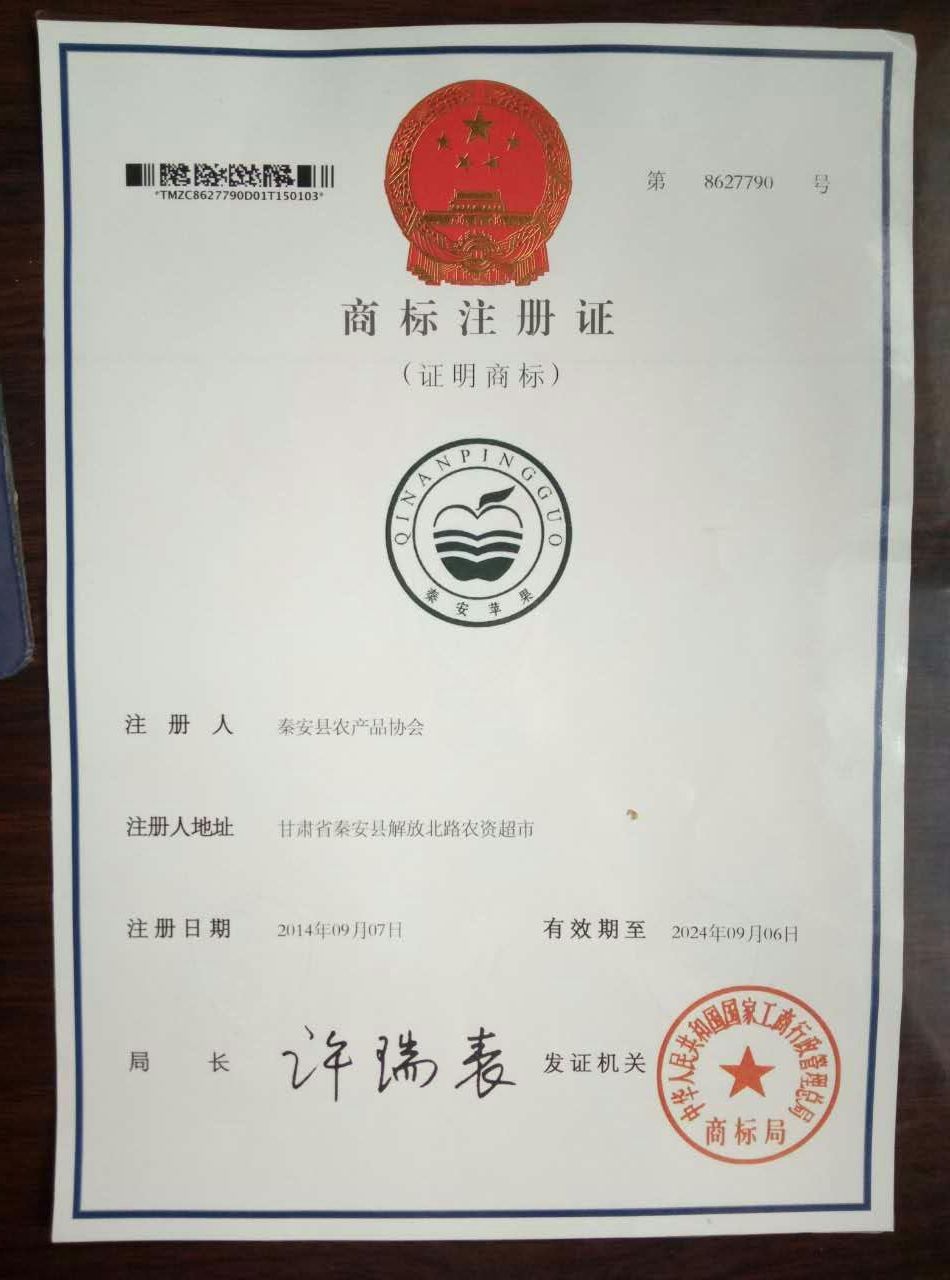 *TMZC8627790D01T150103*
第 8627790 号
商标注册证
(证明商标)
QINANPINGGUO
秦安苹果
注册人 秦安县农产品协会
注册人地址 甘肃省秦安县解放北路农资超市
注册日期 2014年09月07日 有效期至 2024年09月06日
局长 许瑞表 发证机关
中华人民共和国国家工商行政管理总局
商标局